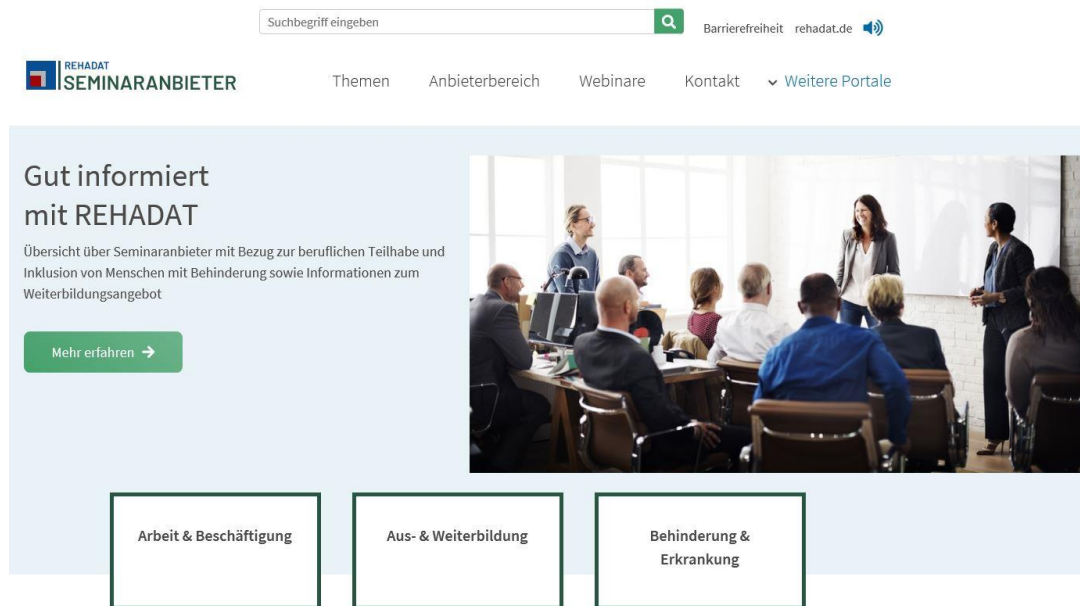 Suchbegriff eingeben
Barrierefreiheit rehadat.de
REHADAT
SEMINARANBIETER
Themen Anbieterbereich Webinare Kontakt Weitere Portale
Gut informiert
mit REHADAT
Übersicht über Seminaranbieter mit Bezug zur beruflichen Teilhabe und
Inklusion von Menschen mit Behinderung sowie Informationen zum
Weiterbildungsangebot
Mehr erfahren
Arbeit & Beschäftigung
Aus- & Weiterbildung
Behinderung &
Erkrankung